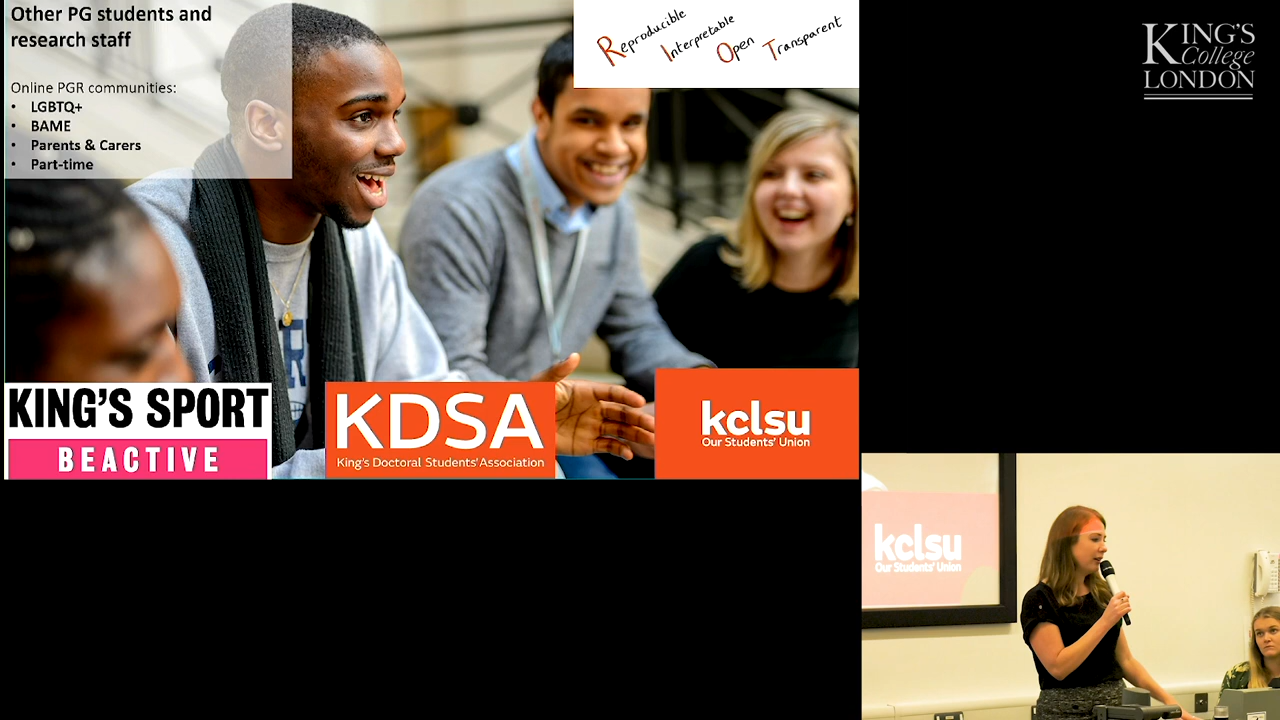 Other PG students and
research staff
Online PGR communities:
• LGBTQ+
• BAME
• Parents & Carers
• Part-time
Reproducible
Interpretable
Open
Transparent
KING'S
College
LONDON
KING'S SPORT
BEACTIVE
KDSA
King's Doctoral Students' Association
kclsu
Our Students' Union
kclsu
Our Students' Union